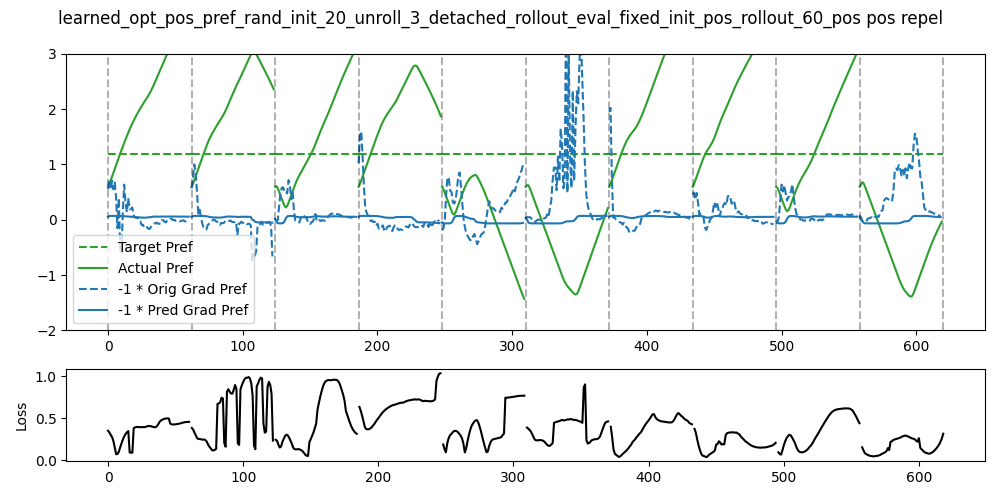 learned_opt_pos_pref_rand_init_20_unroll_3_detached_rollout_eval_fixed_init_pos_rollout_60_pos pos repel
3
2
1
0
−1
−2
Target Pref
Actual Pref
-1 * Orig Grad Pref
-1 * Pred Grad Pref
0 100 200 300 400 500 600
Loss
1.0
0.5
0.0
0 100 200 300 400 500 600